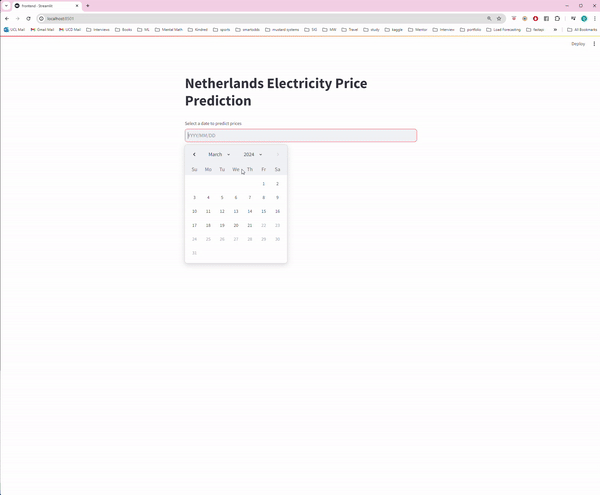 frontend · Streamlit
localhost:8501
UCL Mail Gmail Mail UCD Mail Interviews Books ML Mental Math Kindred sports smarkodds mustard systems SIG MW Travel study kaggle Mentor Interview portfolio Load Forecasting fastapi All Bookmarks
Deploy
Netherlands Electricity Price
Prediction
Select a date to predict prices
YYYY/MM/DD
March 2024
Su Mo Tu We Th Fr Sa
1 2
3 4 5 6 7 8 9
10 11 12 13 14 15 16
17 18 19 20 21 22 23
24 25 26 27 28 29 30
31